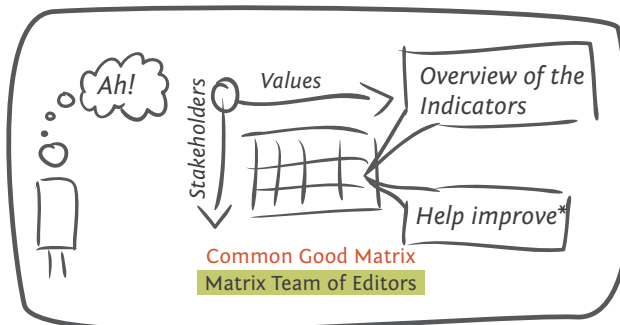 Ah!
Stakeholders
Values
Overview of the
Indicators
Help improve*
Common Good Matrix
Matrix Team of Editors